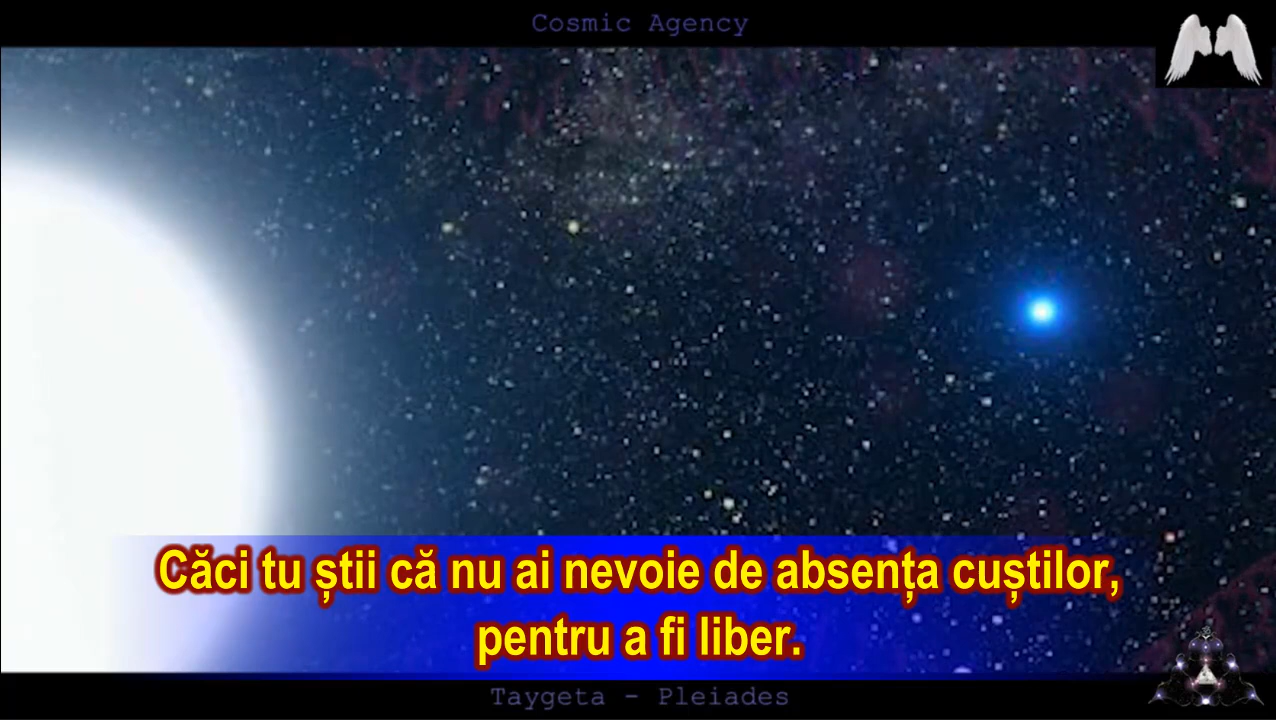 Cosmic Agency
Căci tu știi că nu ai nevoie de absența cuștilor,
pentru a fi liber.
Taygeta - Pleiades